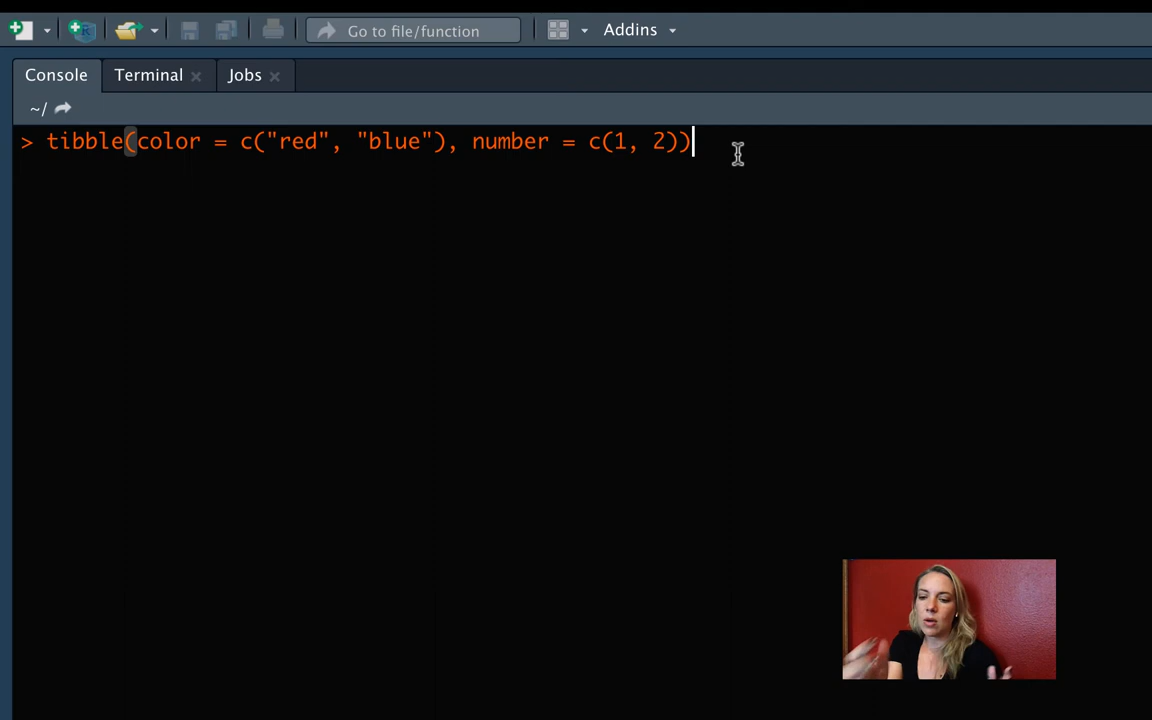 Go to file/function Addins
Console Terminal Jobs
~/
> tibble(color = c("red", "blue"), number = c(1, 2))